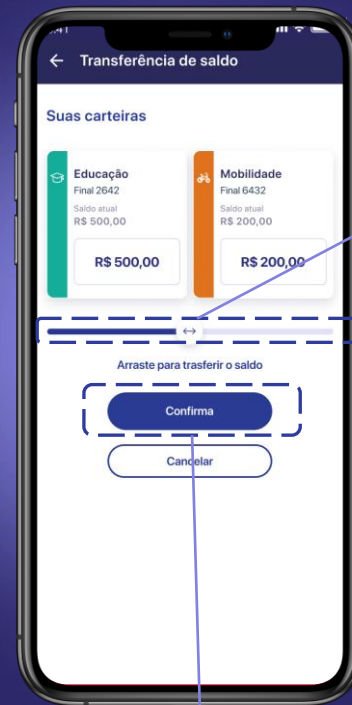 Transferência de saldo
Suas carteiras
Educação
Final 2642
Saldo atual
R$ 500,00
R$ 500,00
Mobilidade
Final 6432
Saldo atual
R$ 200,00
R$ 200,00
Arraste para trasferir o saldo
Confirma
Cancelar